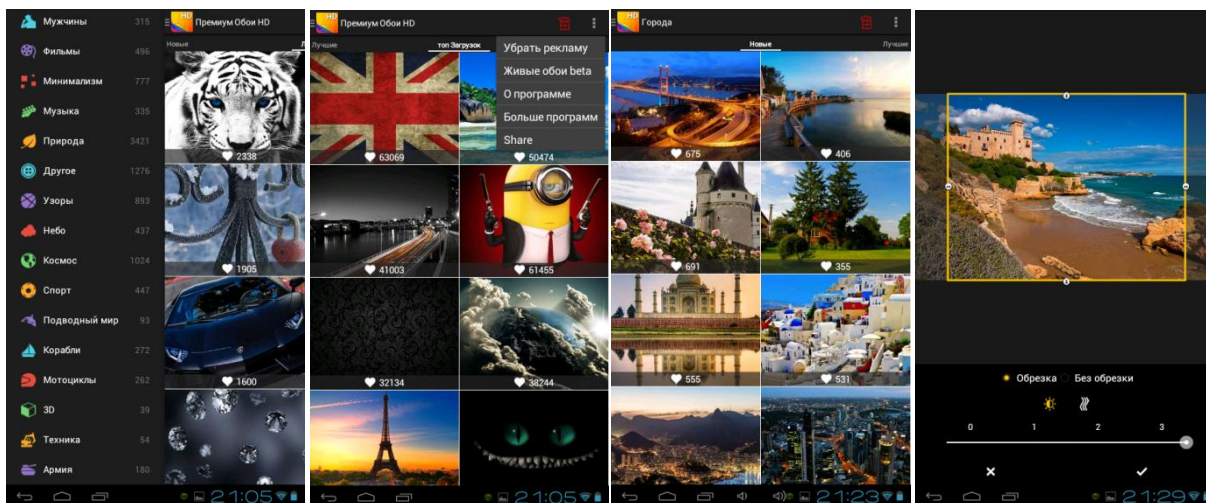 Мужчины 315
Фильмы 496
Минимализм 777
Музыка 335
Природа 3421
Другое 1276
Узоры 893
Небо 437
Космос 1024
Спорт 447
Подводный мир 93
Корабли 272
Мотоциклы 262
3D 39
Техника 54
Армия 180
HD Премиум Обои HD
Новые
2338
1905
1600
21:05
HD Премиум Обои HD
Лучшие топ Загрузок
Убрать рекламу
Живые обои beta
О программе
Больше программ
Share
63069 50474
41003 61455
32134 38244
21:05
HD Города
Новые Лучшие
675 406
691 355
555 531
21:23
Обрезка Без обрезки
0 1 2 3
21:29